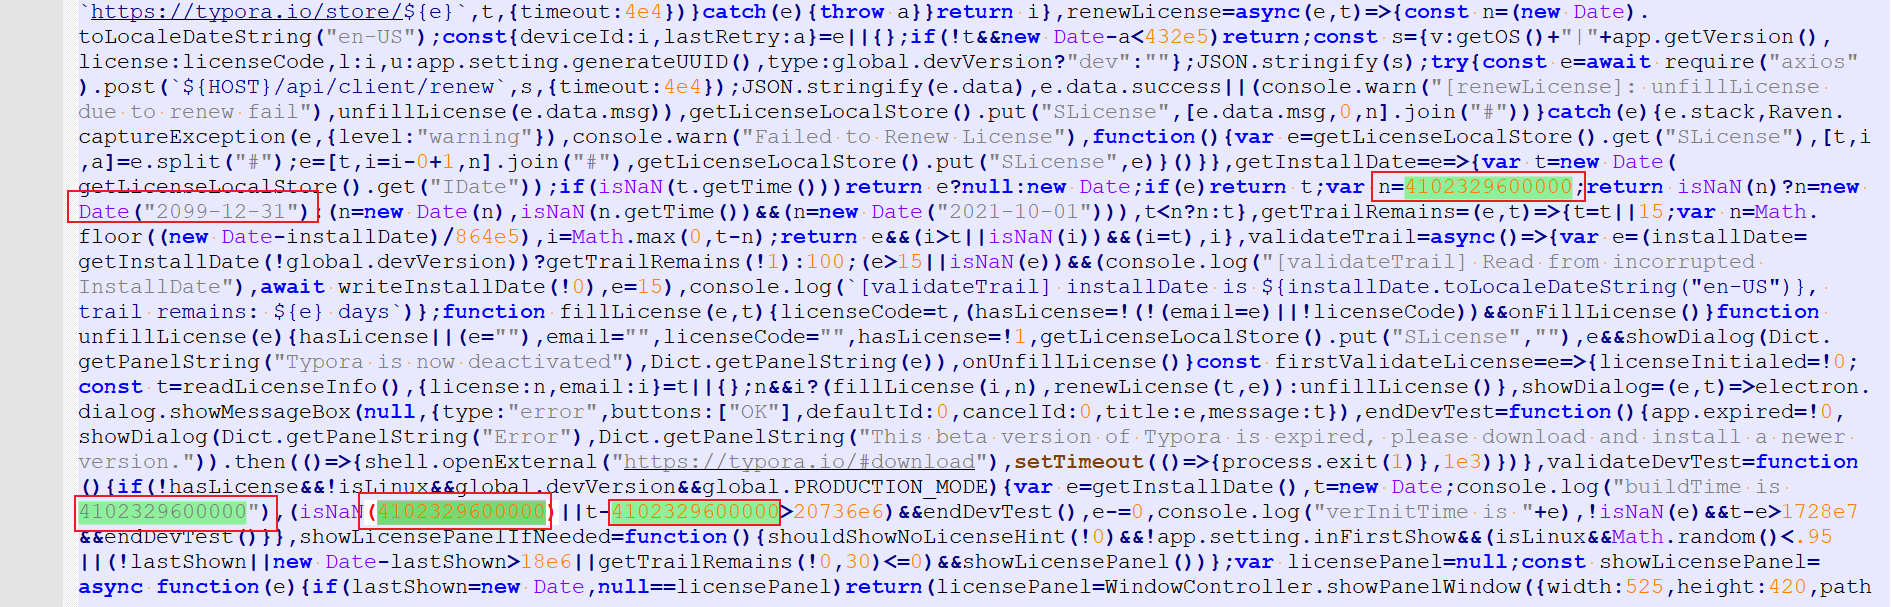 `https://typora.io/store/${e}`,t,{timeout:4e4})}catch(e){throw a}}return i},renewLicense=async(e,t)=>{const n=(new Date).
toLocaleDateString("en-US");const{deviceId:i,lastRetry:a}=e||{};if(!t&&new Date-a<432e5)return;const s={v:getOS()+"|"+app.getVersion(),
license:licenseCode,l:i,u:app.setting.generateUUID(),type:global.devVersion?"dev":""};JSON.stringify(s);try{const e=await require("axios"
).post(`${HOST}/api/client/renew`,s,{timeout:4e4});JSON.stringify(e.data),e.data.success||(console.warn("[renewLicense]: unfillLicense
due to renew fail"),unfillLicense(e.data.msg)),getLicenseLocalStore().put("SLicense",[e.data.msg,0,n].join("#"))}catch(e){e.stack,Raven.
captureException(e,{level:"warning"}),console.warn("Failed to Renew License"),function(){var e=getLicenseLocalStore().get("SLicense"),[t,i
,a]=e.split("#");e=[t,i=i-0+1,n].join("#"),getLicenseLocalStore().put("SLicense",e)}()}},getInstallDate=e=>{var t=new Date(
getLicenseLocalStore().get("IDate"));if(isNaN(t.getTime()))return e?null:new Date;if(e)return t;var n=4102329600000;return isNaN(n)?n=new
Date("2099-12-31"):(n=new Date(n),isNaN(n.getTime())&&(n=new Date("2021-10-01"))),t<n?n:t},getTrailRemains=(e,t)=>{t=t||15;var n=Math.
floor((new Date-installDate)/864e5),i=Math.max(0,t-n);return e&&(i>t||isNaN(i))&&(i=t),i},validateTrail=async()=>{var e=(installDate=
getInstallDate(!global.devVersion))?getTrailRemains(!1):100;(e>15||isNaN(e))&&(console.log("[validateTrail] Read from incorrupted
InstallDate"),await writeInstallDate(!0),e=15),console.log(`[validateTrail] installDate is ${installDate.toLocaleDateString("en-US")},
trail remains: ${e} days`)};function fillLicense(e,t){licenseCode=t,(hasLicense=!(!(email=e)||!licenseCode))&&onFillLicense()}function
unfillLicense(e){hasLicense||(e=""),email="",licenseCode="",hasLicense=!1,getLicenseLocalStore().put("SLicense",""),e&&showDialog(Dict.
getPanelString("Typora is now deactivated"),Dict.getPanelString(e)),onUnfillLicense()}const firstValidateLicense=e=>{licenseInitialed=!0;
const t=readLicenseInfo(),{license:n,email:i}=t||{};n&&i?(fillLicense(i,n),renewLicense(t,e)):unfillLicense()},showDialog=(e,t)=>electron.
dialog.showMessageBox(null,{type:"error",buttons:["OK"],defaultId:0,cancelId:0,title:e,message:t}),endDevTest=function(){app.expired=!0,
showDialog(Dict.getPanelString("Error"),Dict.getPanelString("This beta version of Typora is expired, please download and install a newer
version.")).then(()=>{shell.openExternal("https://typora.io/#download"),setTimeout(()=>{process.exit(1)},1e3)})},validateDevTest=function
(){if(!hasLicense&&!isLinux&&global.devVersion&&global.PRODUCTION_MODE){var e=getInstallDate(),t=new Date;console.log("buildTime is
4102329600000"),(isNaN(4102329600000)||t-4102329600000>20736e6)&&endDevTest(),e-=0,console.log("verInitTime is "+e),!isNaN(e)&&t-e>1728e7
&&endDevTest()}},showLicensePanelIfNeeded=function(){shouldShowNoLicenseHint(!0)&&!app.setting.inFirstShow&&(isLinux&&Math.random()<.95
||(!lastShown||new Date-lastShown>18e6||getTrailRemains(!0,30)<=0)&&showLicensePanel())};var licensePanel=null;const showLicensePanel=
async function(e){if(lastShown=new Date,null==licensePanel)return(licensePanel=WindowController.showPanelWindow({width:525,height:420,path